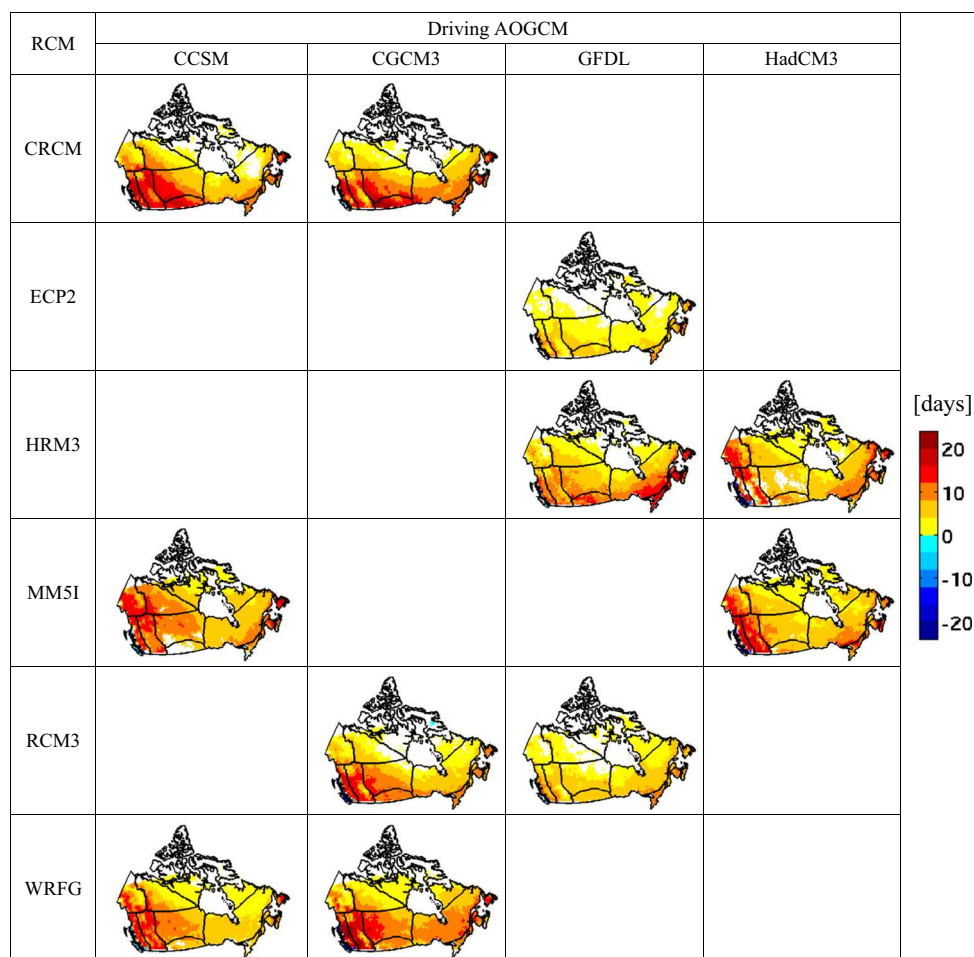 RCM
Driving AOGCM
CCSM CGCM3 GFDL HadCM3
CRCM
ECP2
HRM3
MM5I
RCM3
WRFG
[days]
20
10
0
-10
-20